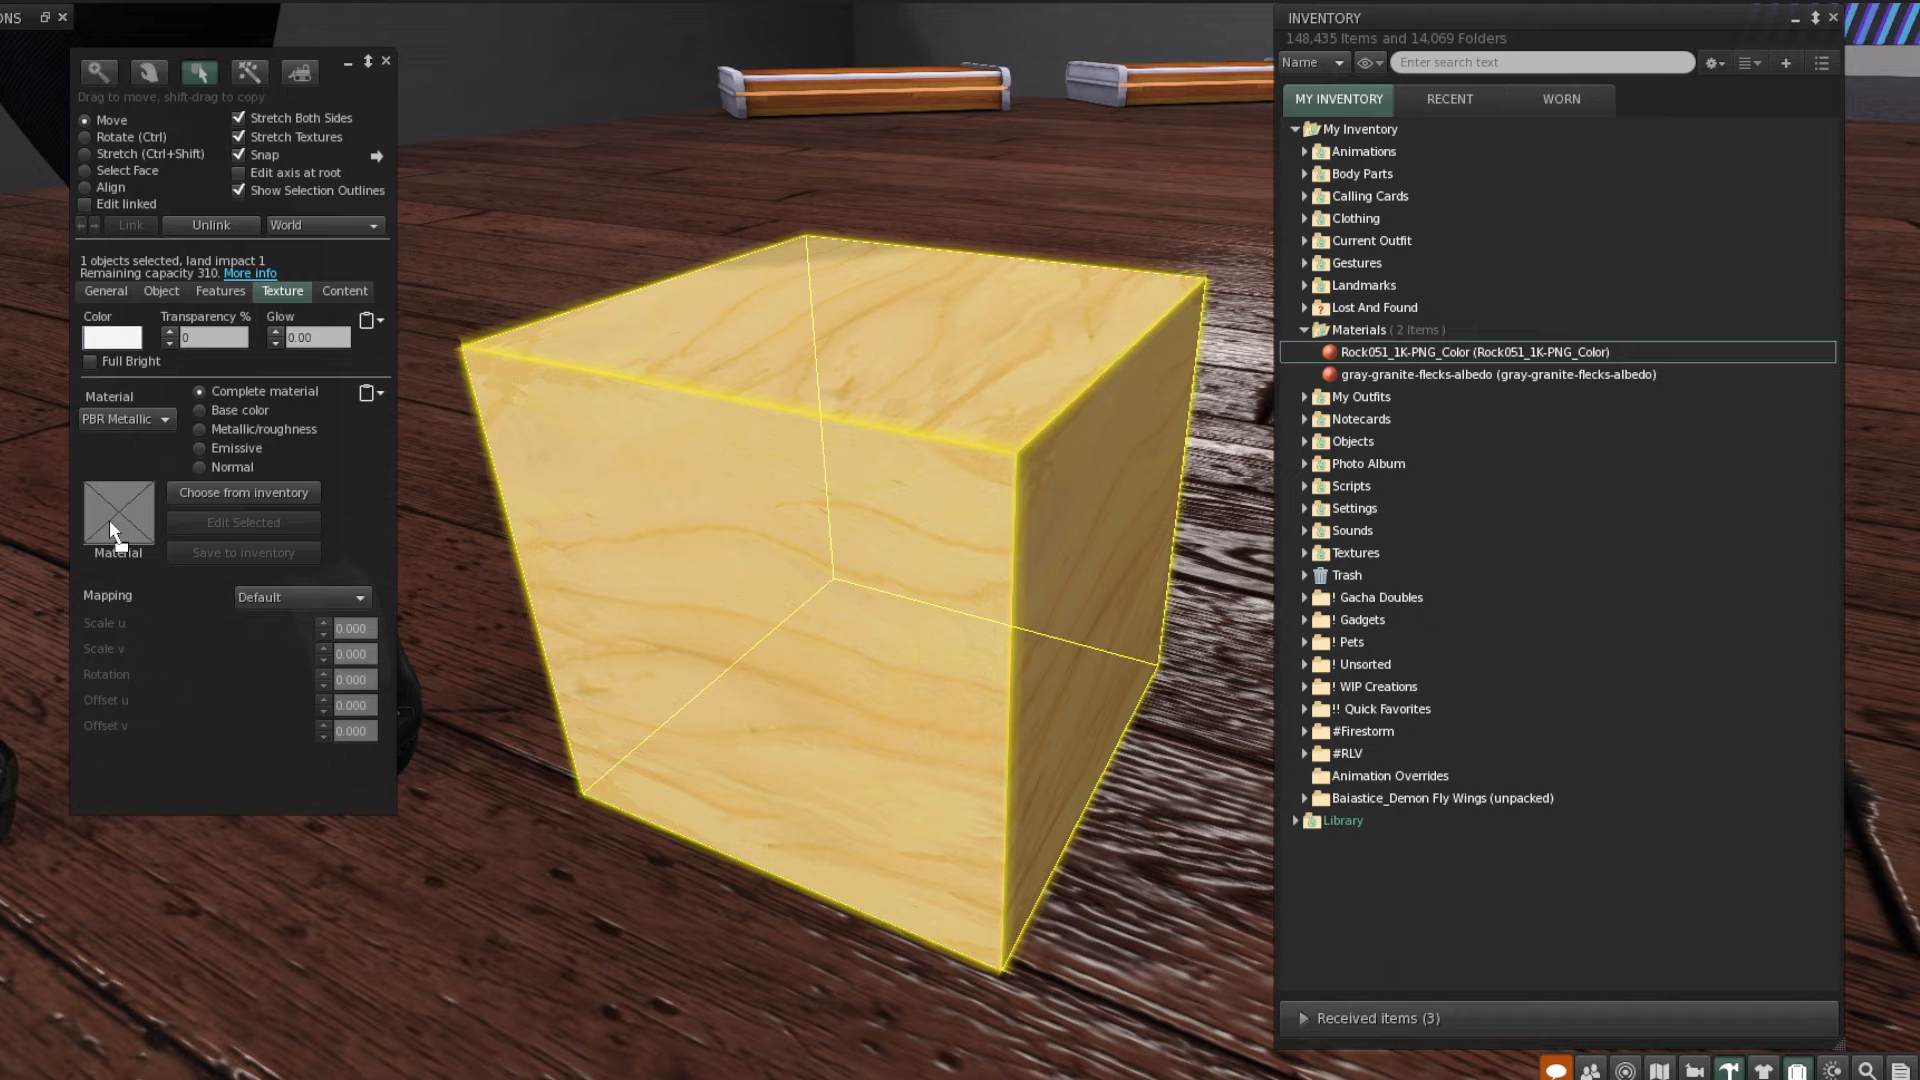 ONS
Drag to move, shift-drag to copy
Move
Rotate (Ctrl)
Stretch (Ctrl+Shift)
Select Face
Align
Edit linked
Stretch Both Sides
Stretch Textures
Snap
Edit axis at root
Show Selection Outlines
Link Unlink World
1 objects selected, land impact 1
Remaining capacity 310. More info
General Object Features Texture Content
Color Transparency % Glow
0 0.00
Full Bright
Material
PBR Metallic
Complete material
Base color
Metallic/roughness
Emissive
Normal
Choose from inventory
Edit Selected
Save to inventory
Material
Mapping Default
Scale u 0.000
Scale v 0.000
Rotation 0.000
Offset u 0.000
Offset v 0.000
INVENTORY
148,435 Items and 14,069 Folders
Name Enter search text
MY INVENTORY RECENT WORN
My Inventory
Animations
Body Parts
Calling Cards
Clothing
Current Outfit
Gestures
Landmarks
Lost And Found
Materials ( 2 Items )
Rock051_1K-PNG_Color (Rock051_1K-PNG_Color)
gray-granite-flecks-albedo (gray-granite-flecks-albedo)
My Outfits
Notecards
Objects
Photo Album
Scripts
Settings
Sounds
Textures
Trash
! Gacha Doubles
! Gadgets
! Pets
! Unsorted
! WIP Creations
!! Quick Favorites
#Firestorm
#RLV
Animation Overrides
Baiastice_Demon Fly Wings (unpacked)
Library
Received items (3)